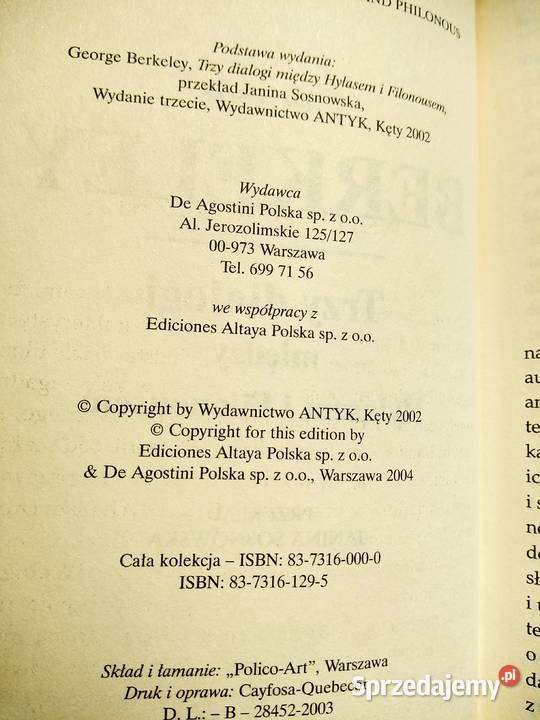 AND PHILONOUS
Podstawa wydania:
George Berkeley, Trzy dialogi między Hylasem i Filonousem,
przekład Janina Sosnowska,
Wydanie trzecie, Wydawnictwo ANTYK, Kęty 2002
Wydawca
De Agostini Polska sp. z o.o.
Al. Jerozolimskie 125/127
00-973 Warszawa
Tel. 699 71 56
we współpracy z
Ediciones Altaya Polska sp. z o.o.
© Copyright by Wydawnictwo ANTYK, Kęty 2002
© Copyright for this edition by
Ediciones Altaya Polska sp. z o.o.
& De Agostini Polska sp. z o.o., Warszawa 2004
Cała kolekcja – ISBN: 83-7316-000-0
ISBN: 83-7316-129-5
Skład i łamanie: „Polico-Art”, Warszawa
Druk i oprawa: Cayfosa-Quebecor
D. L.: – B – 28452-2003
Sprzedajemy.pl